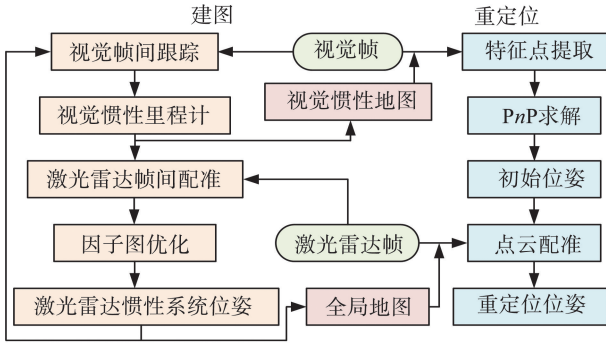 建图
重定位
视觉帧间跟踪
视觉帧
特征点提取
视觉惯性里程计
视觉惯性地图
PnP求解
激光雷达帧间配准
初始位姿
因子图优化
激光雷达帧
点云配准
激光雷达惯性系统位姿
全局地图
重定位位姿